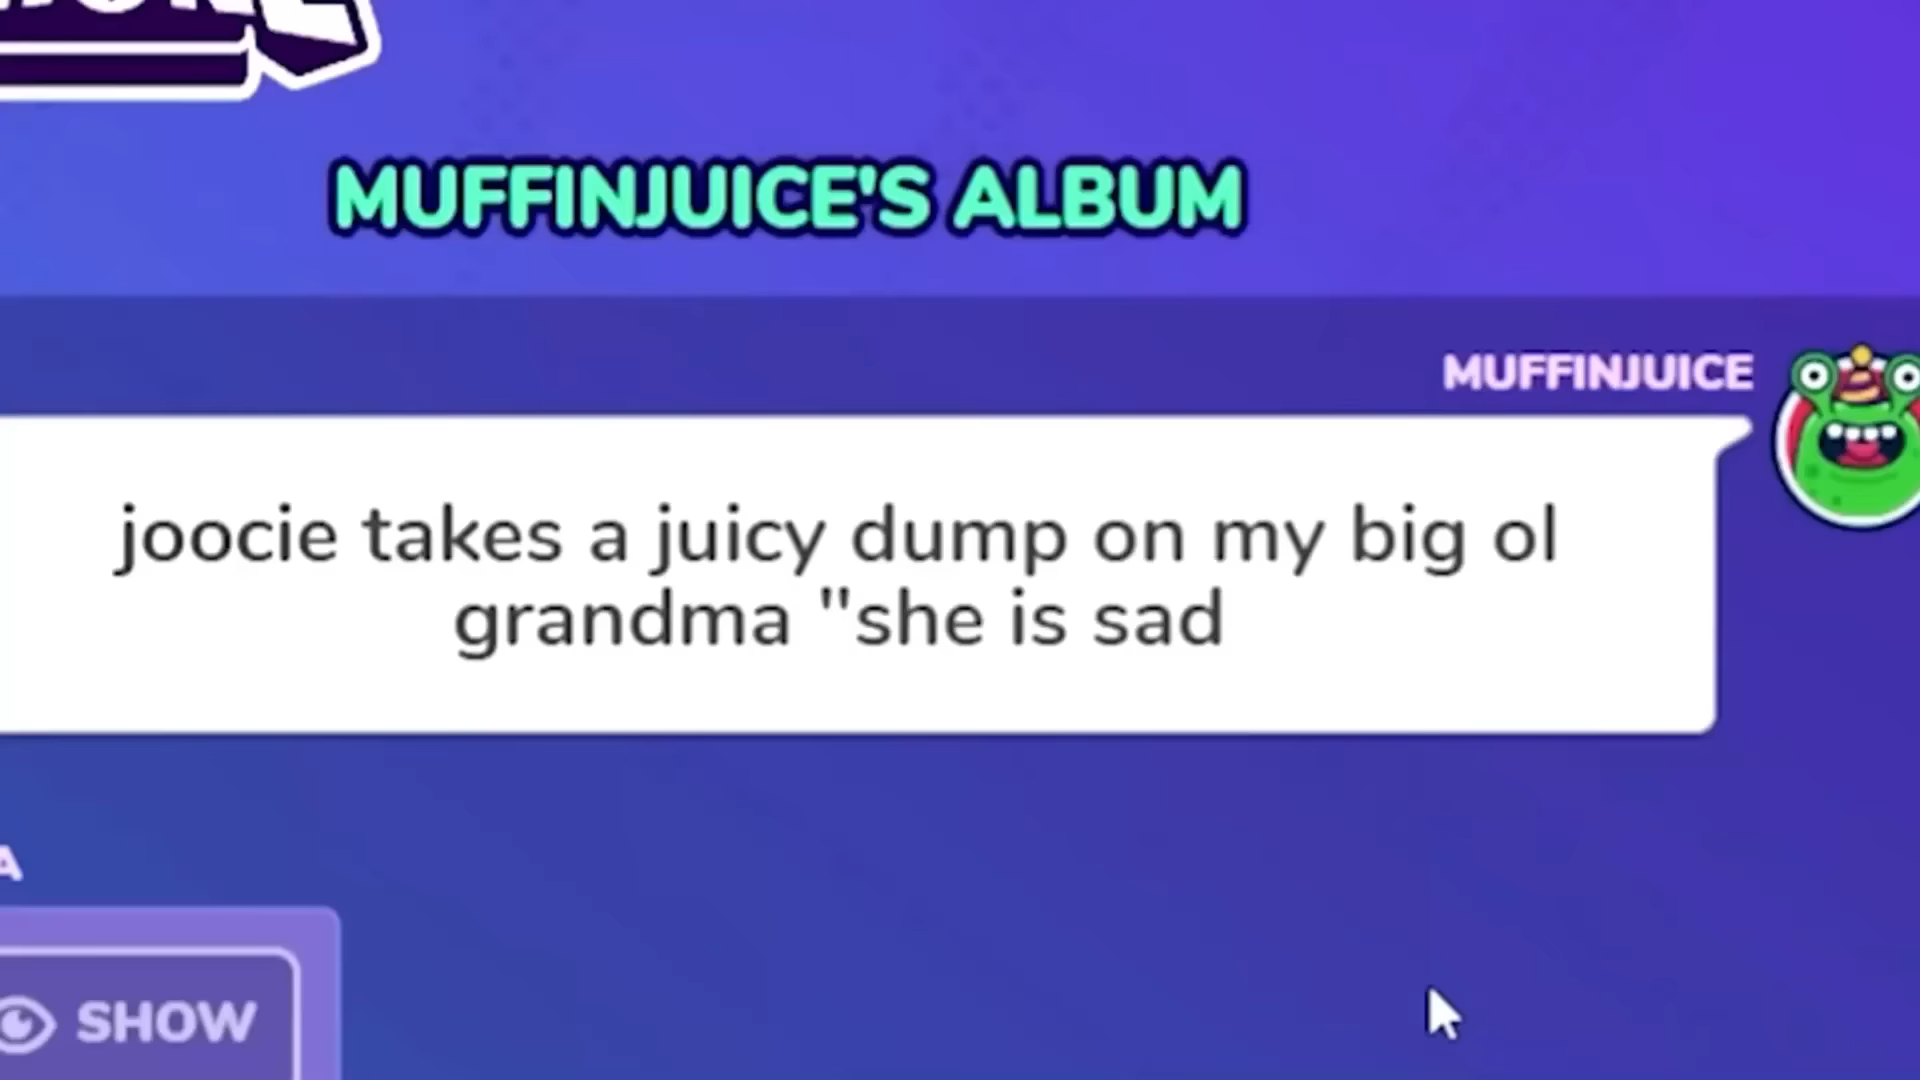 MUFFINJUICE'S ALBUM
MUFFINJUICE
joocie takes a juicy dump on my big ol
grandma "she is sad
SHOW